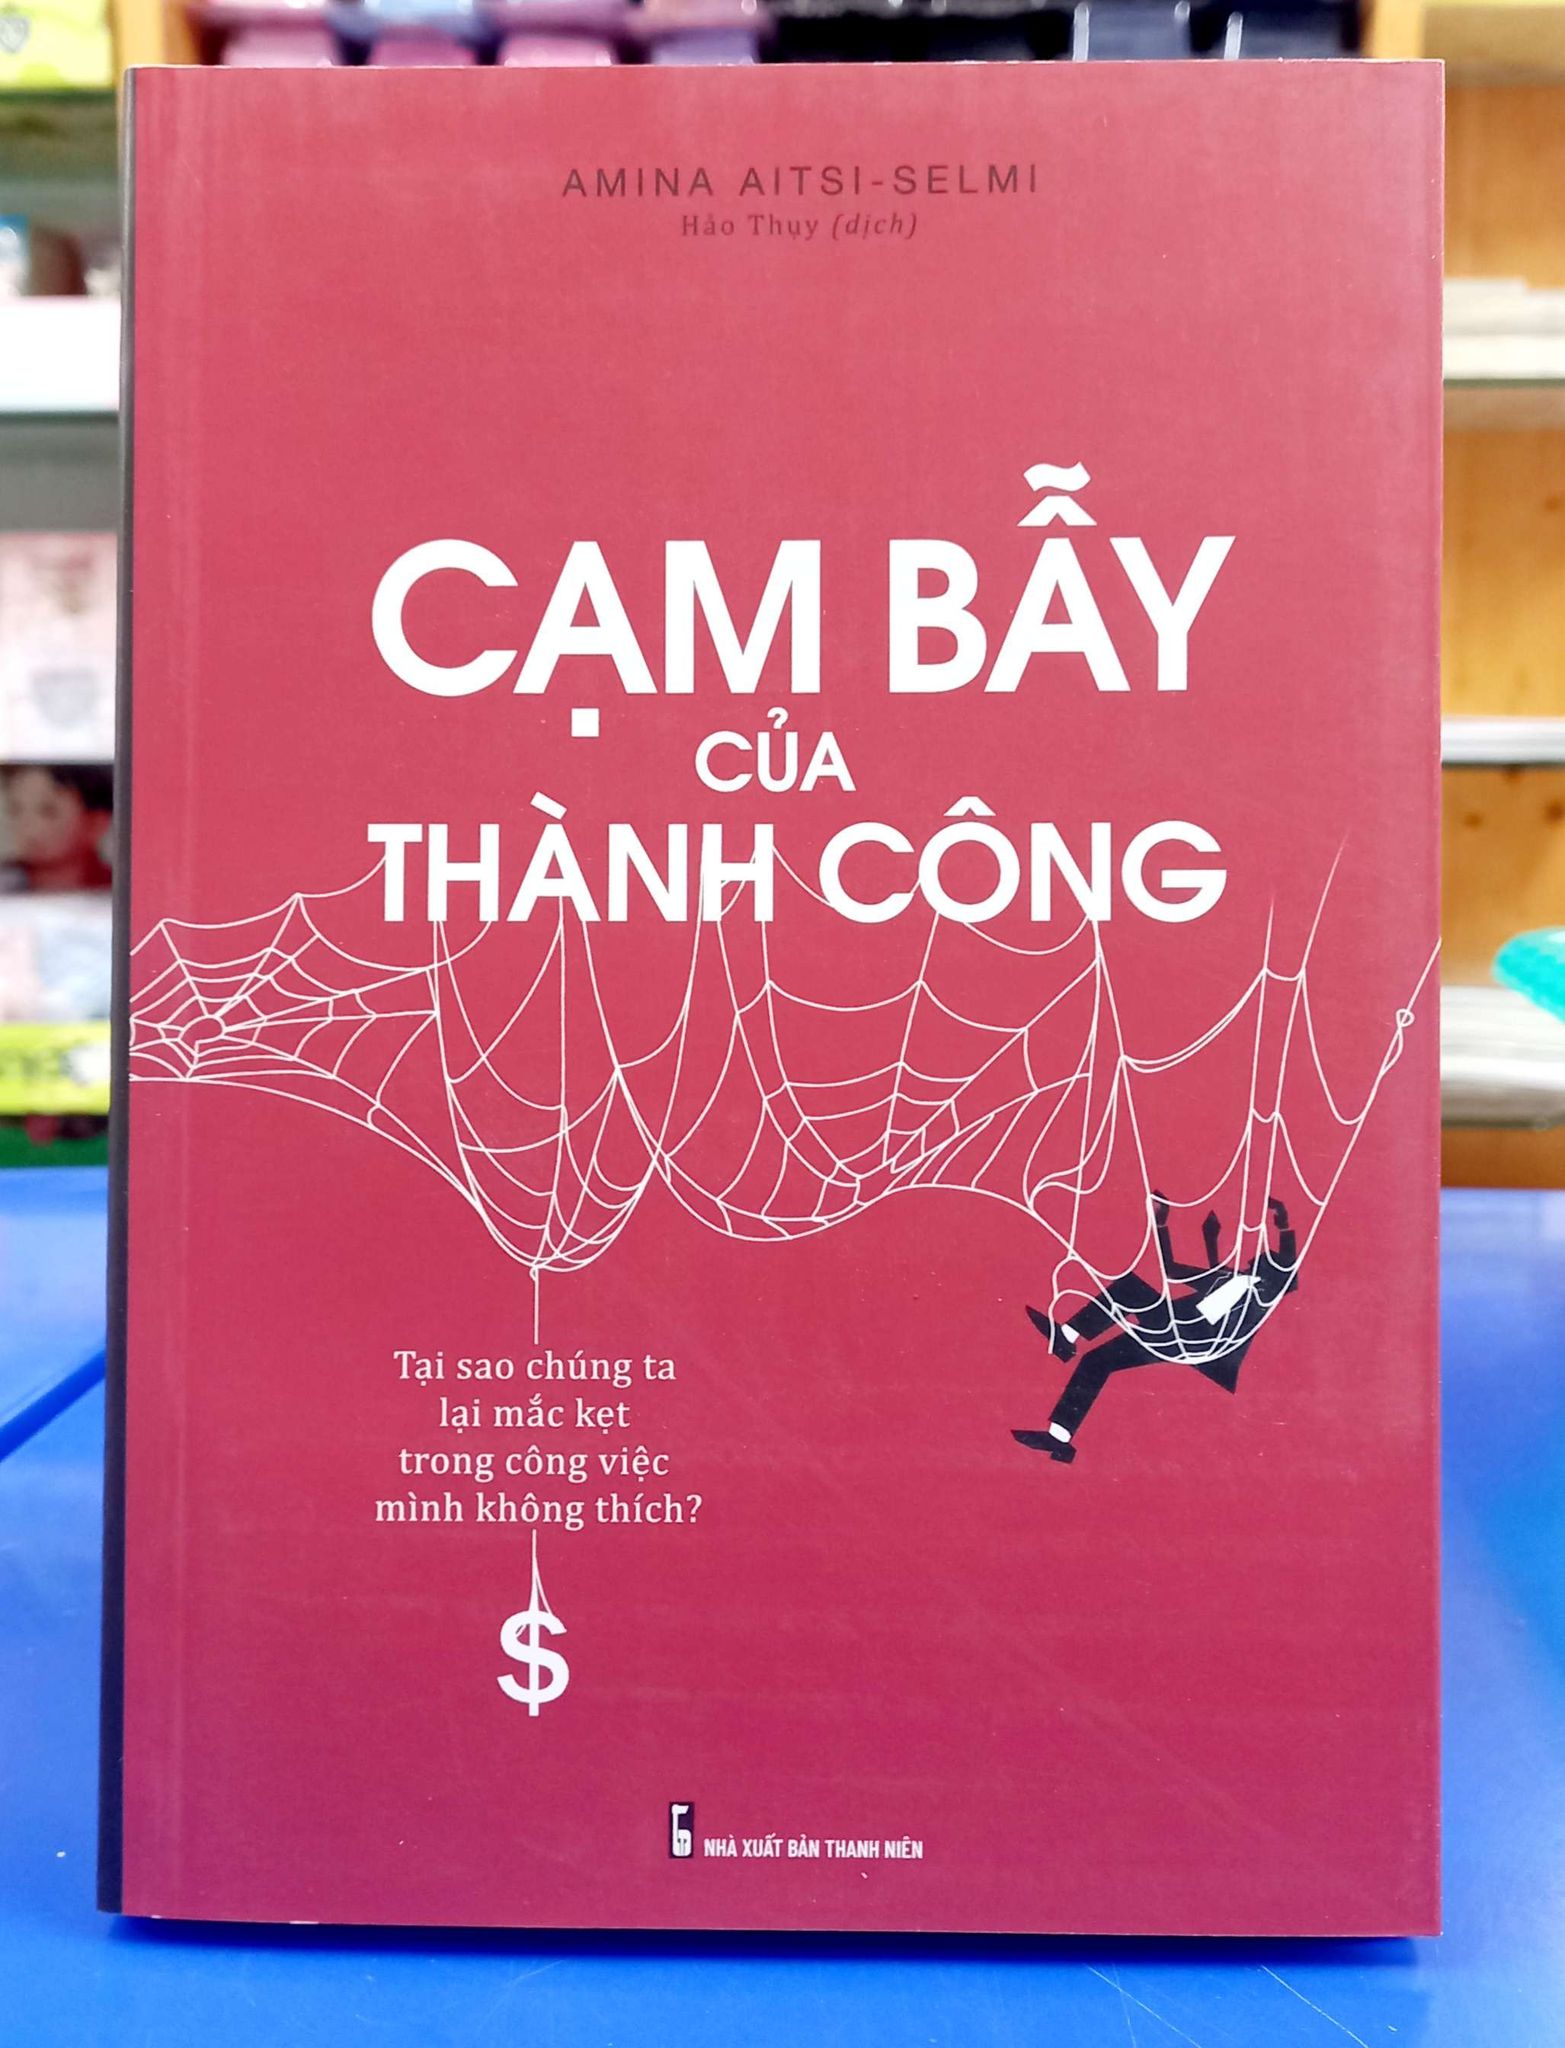 AMINA AITSI-SELMI
Hảo Thụy (dịch)
CẠM BẪY
CỦA
THÀNH CÔNG
Tại sao chúng ta
lại mắc kẹt
trong công việc
mình không thích?
$
NHÀ XUẤT BẢN THANH NIÊN